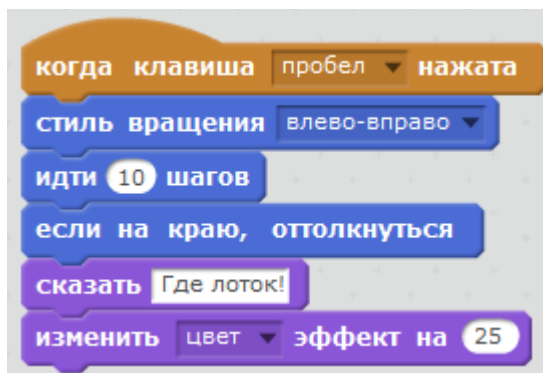 когда клавиша пробел нажата
стиль вращения влево-вправо
идти 10 шагов
если на краю, оттолкнуться
сказать Где лоток!
изменить цвет эффект на 25